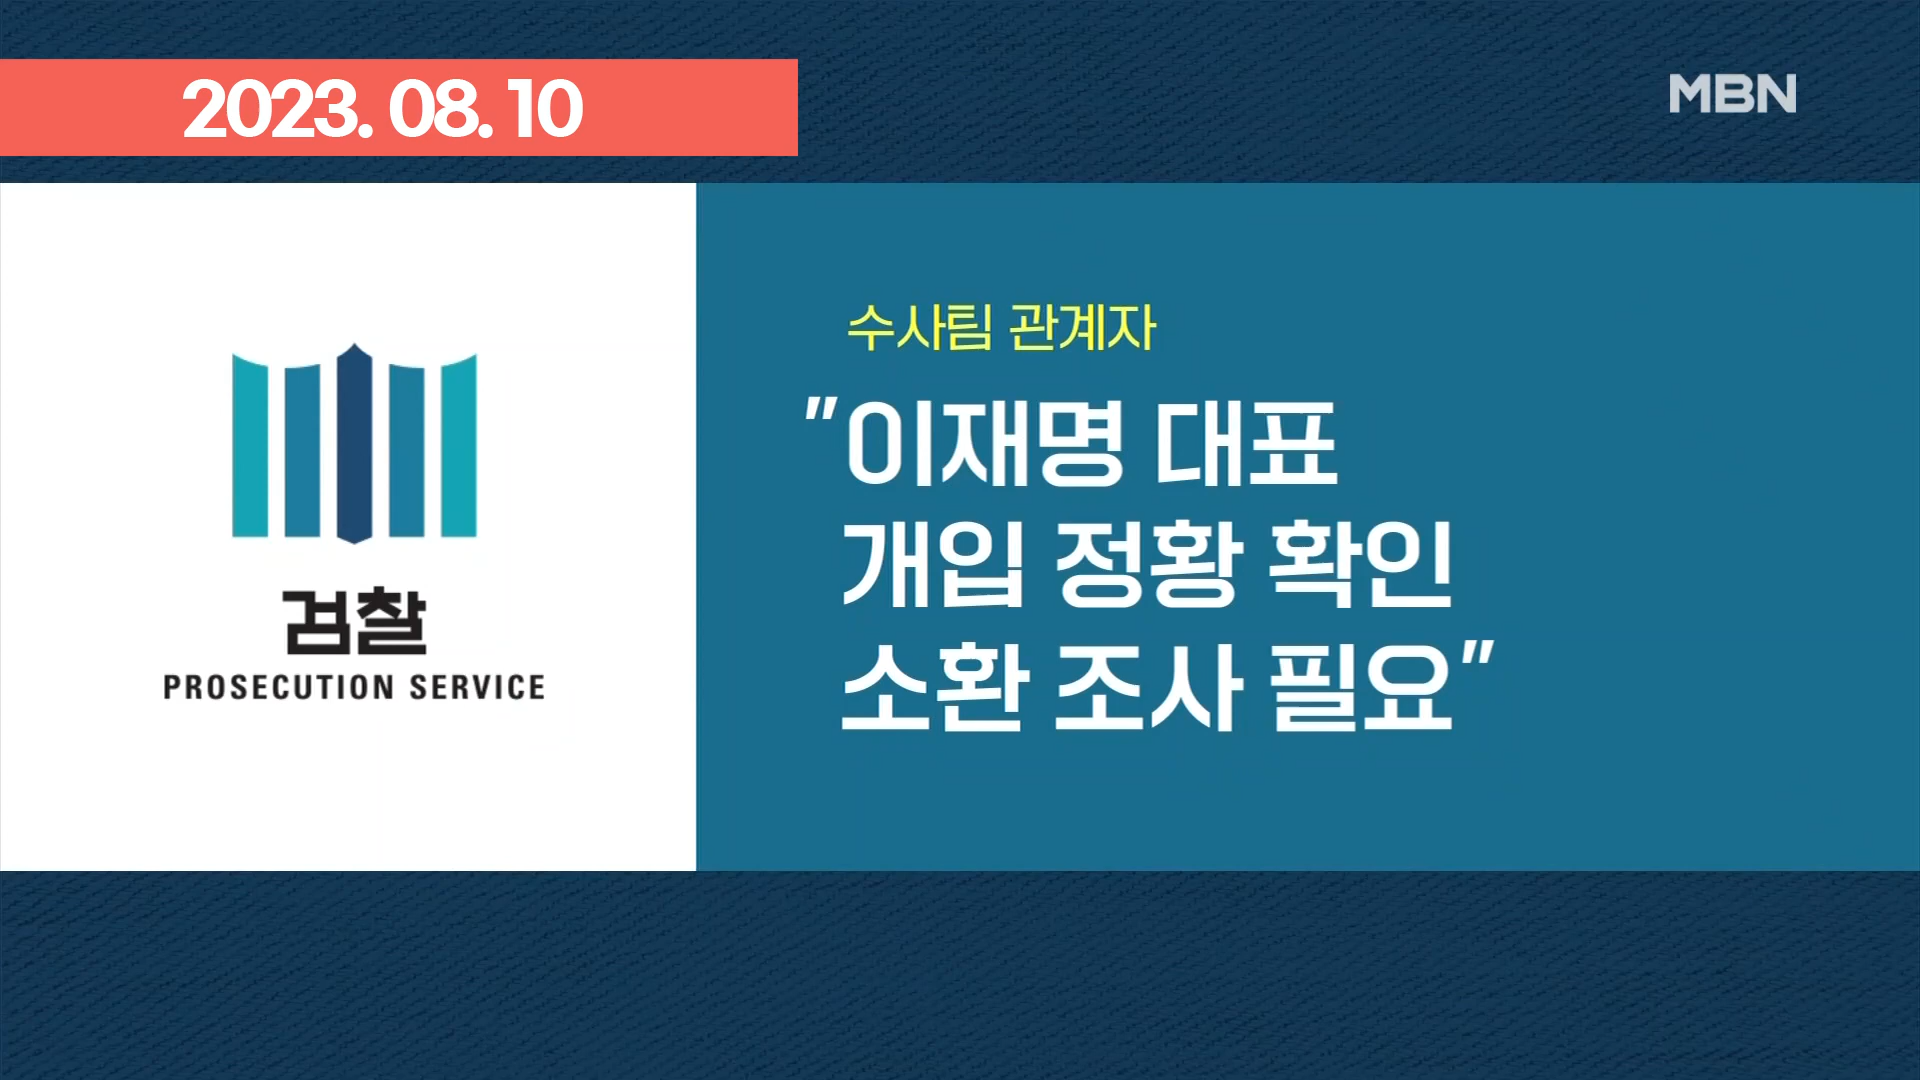 2023. 08. 10
MBN
검찰
PROSECUTION SERVICE
수사팀 관계자
"이재명 대표
개입 정황 확인
소환 조사 필요"